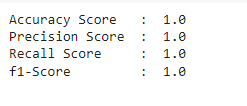 Accuracy Score   :  1.0
Precision Score  :  1.0
Recall Score     :  1.0
f1-Score         :  1.0